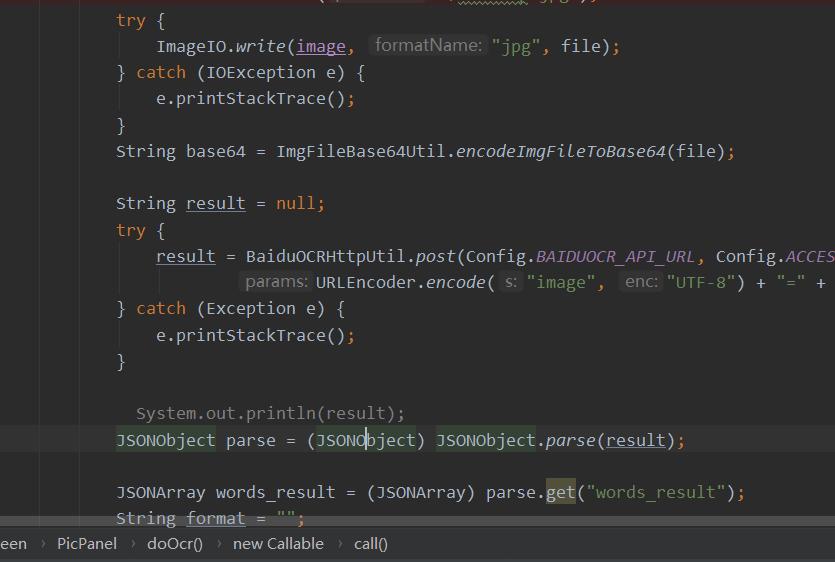 try {
ImageIO.write(image, formatName: "jpg", file);
} catch (IOException e) {
e.printStackTrace();
}
String base64 = ImgFileBase64Util.encodeImgFileToBase64(file);
String result = null;
try {
result = BaiduOCRHttpUtil.post(Config.BAIDUOCR_API_URL, Config.ACCES
params: URLEncoder.encode( s: "image", enc: "UTF-8") + "=" +
} catch (Exception e) {
e.printStackTrace();
}
System.out.println(result);
JSONObject parse = (JSONObject) JSONObject.parse(result);
JSONArray words_result = (JSONArray) parse.get("words_result");
String format = "";
een › PicPanel › doOcr() › new Callable › call()